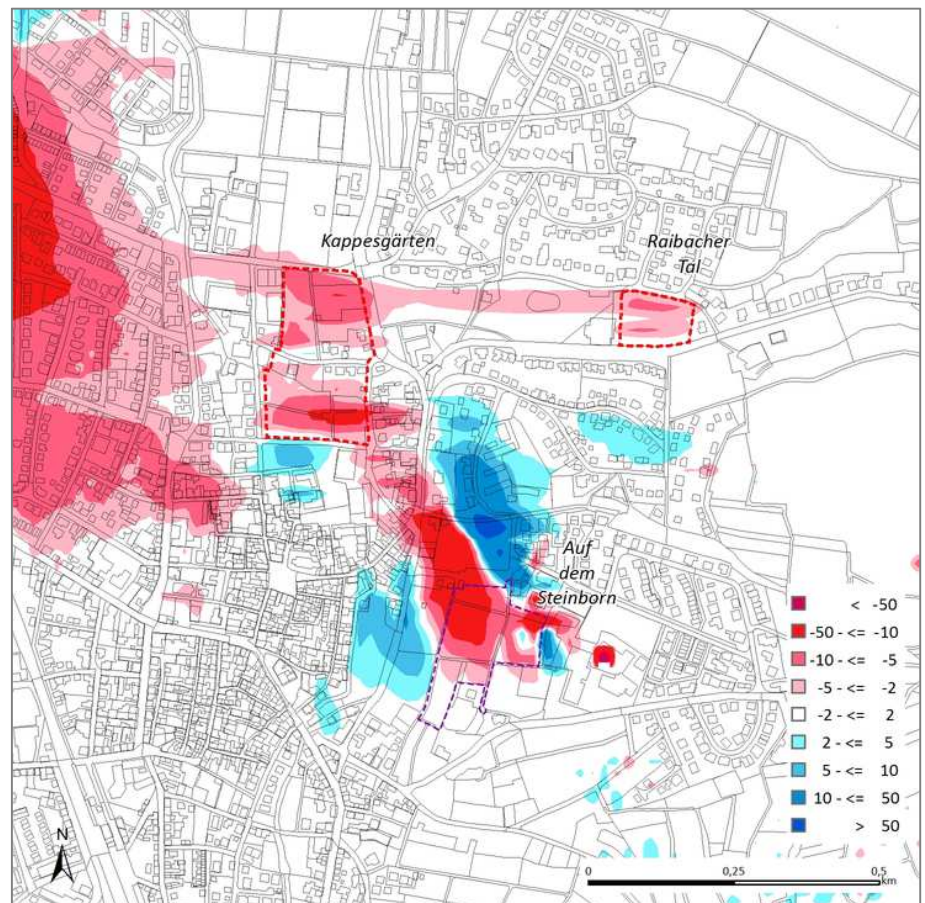 Kappesgärten
Raibacher
Tal
Auf
dem
Steinborn
< -50
-50 - <= -10
-10 - <= -5
-5 - <= -2
-2 - <= 2
2 - <= 5
5 - <= 10
10 - <= 50
> 50
N
0 0,25 0,5
km